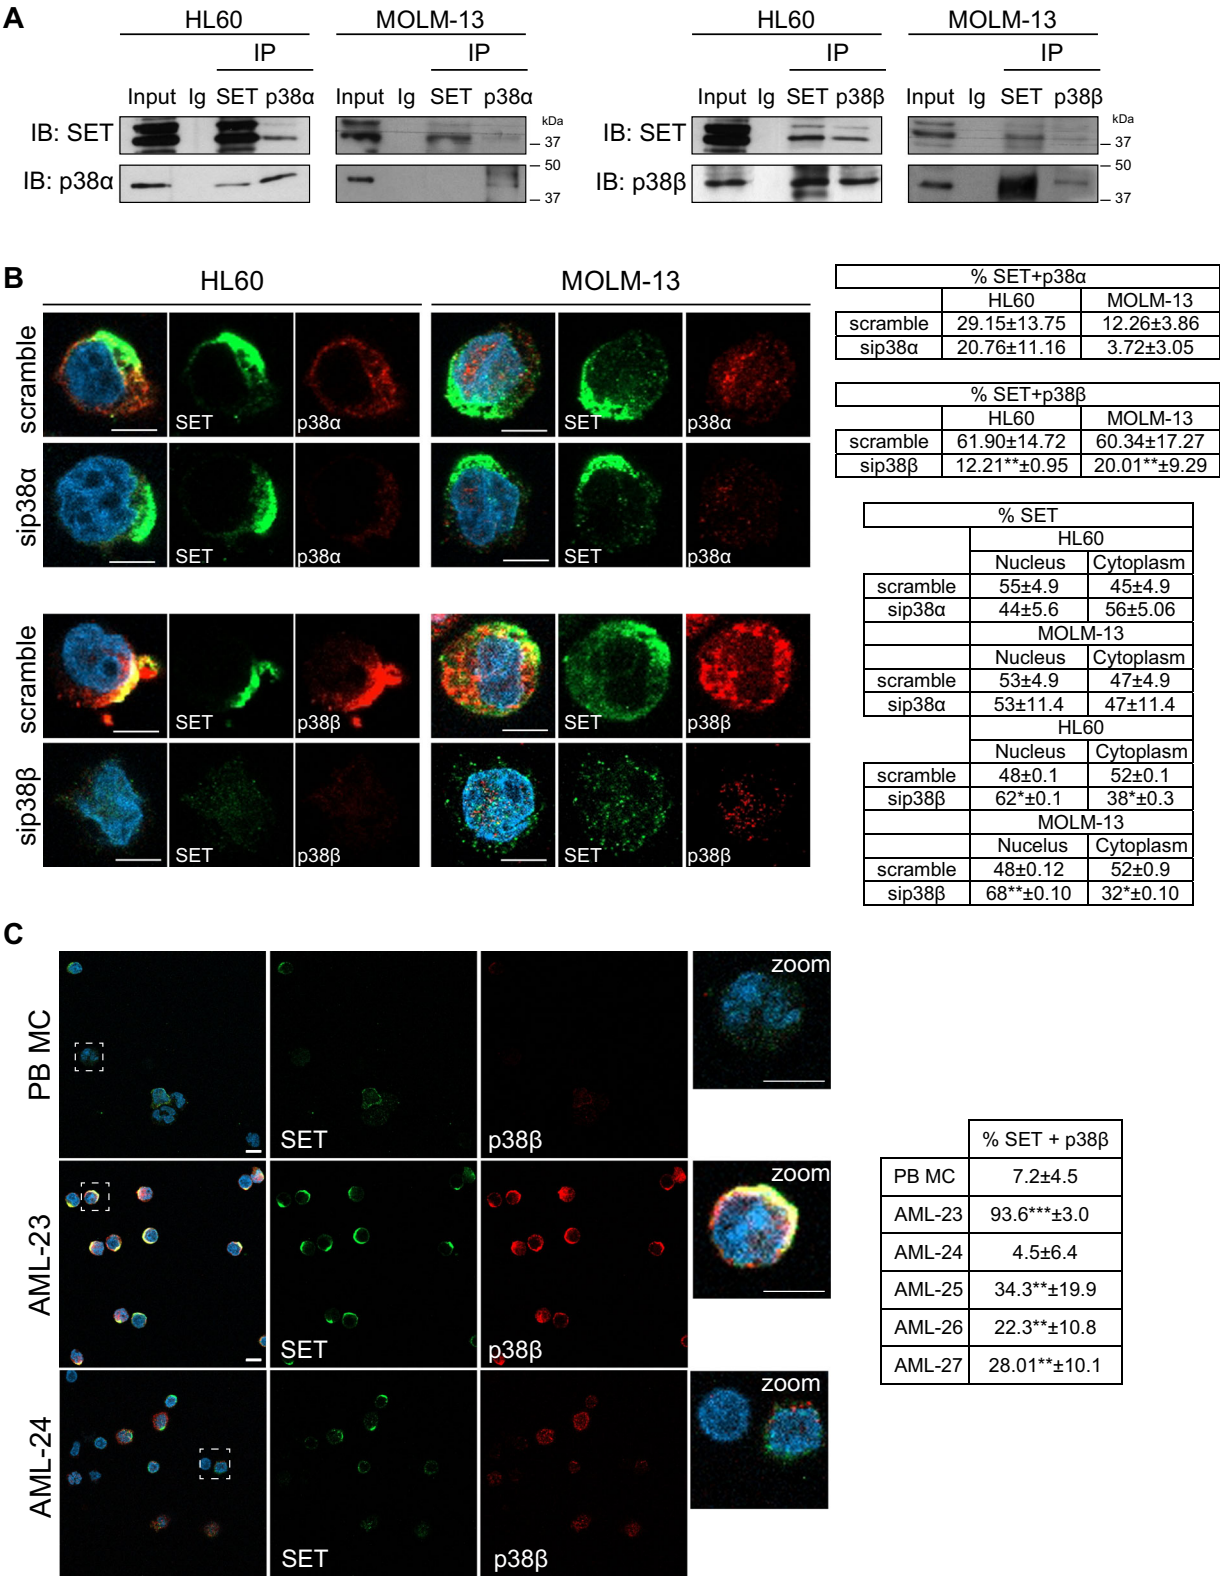 A
HL60 MOLM-13 HL60 MOLM-13
IP IP IP IP
Input Ig SET p38α Input Ig SET p38α Input Ig SET p38β Input Ig SET p38β
kDa kDa
IB: SET 37 IB: SET 37
50 50
IB: p38α 37 IB: p38β 37
B
HL60 MOLM-13
scramble
SET p38α SET p38α
sip38α
SET p38α SET p38α
scramble
SET p38β SET p38β
sip38β
SET p38β SET p38β
% SET+p38α
HL60 MOLM-13
scramble 29.15±13.75 12.26±3.86
sip38α 20.76±11.16 3.72±3.05
% SET+p38β
HL60 MOLM-13
scramble 61.90±14.72 60.34±17.27
sip38β 12.21**±0.95 20.01**±9.29
% SET
HL60
Nucleus Cytoplasm
scramble 55±4.9 45±4.9
sip38α 44±5.6 56±5.06
MOLM-13
Nucleus Cytoplasm
scramble 53±4.9 47±4.9
sip38α 53±11.4 47±11.4
HL60
Nucleus Cytoplasm
scramble 48±0.1 52±0.1
sip38β 62*±0.1 38*±0.3
MOLM-13
Nucelus Cytoplasm
scramble 48±0.12 52±0.9
sip38β 68**±0.10 32*±0.10
C
PB MC
SET p38β zoom
AML-23
SET p38β zoom
AML-24
SET p38β zoom
% SET + p38β
PB MC 7.2±4.5
AML-23 93.6***±3.0
AML-24 4.5±6.4
AML-25 34.3**±19.9
AML-26 22.3**±10.8
AML-27 28.01**±10.1